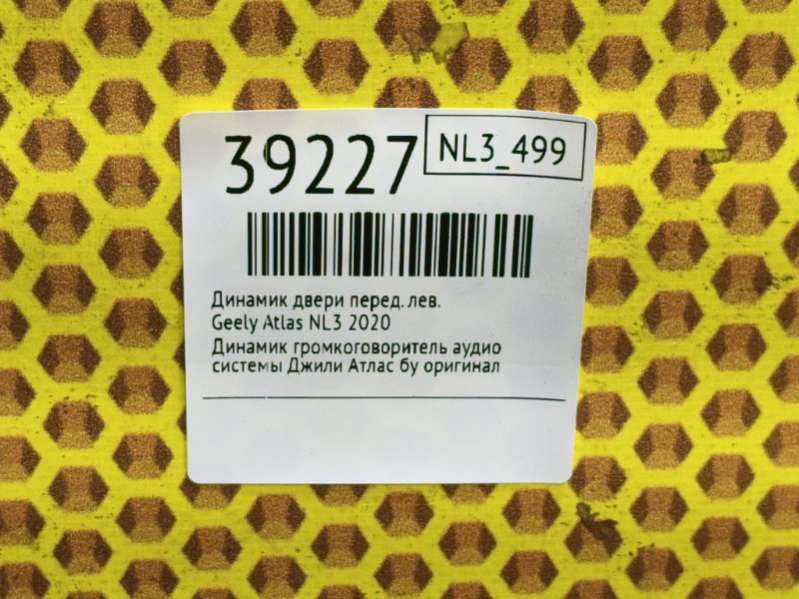 39227
NL3_499
Динамик двери перед. лев.
Geely Atlas NL3 2020
Динамик громкоговоритель аудио
системы Джили Атлас бу оригинал